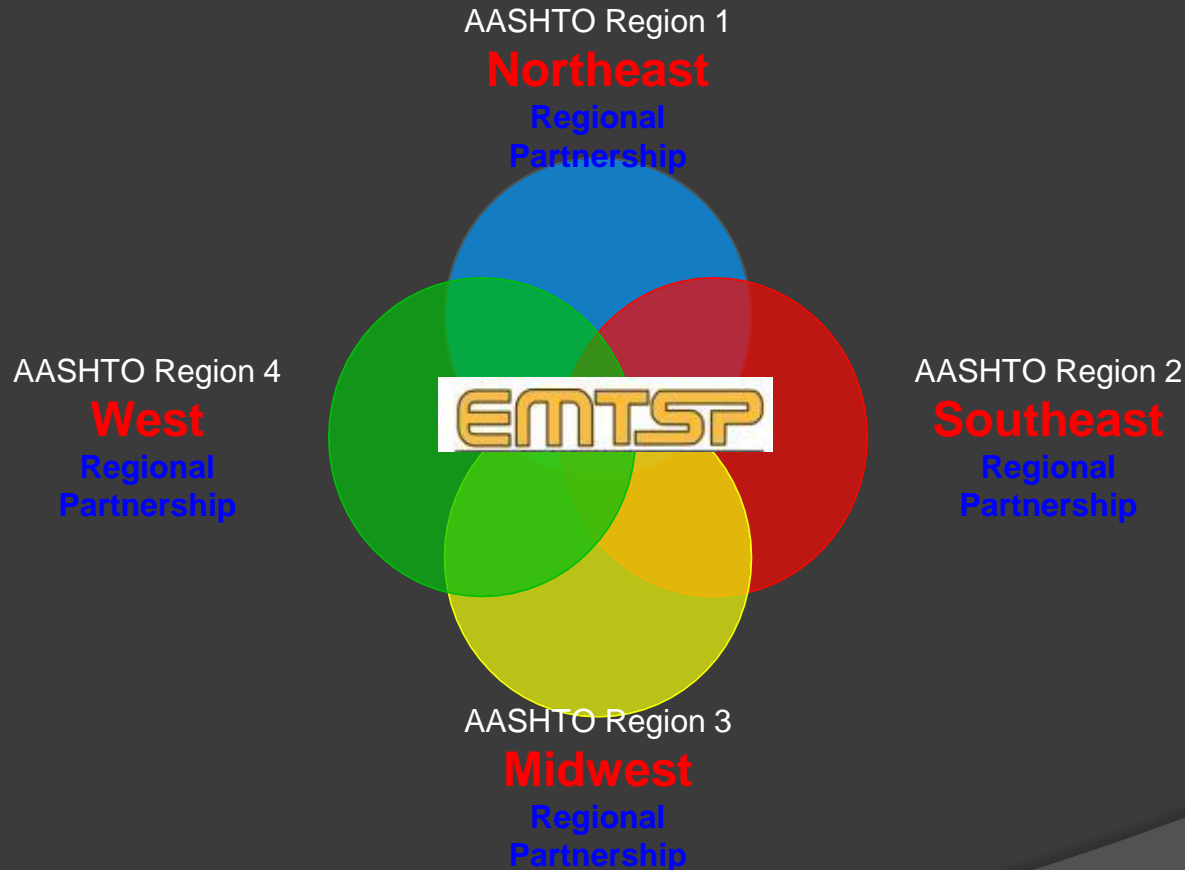 AASHTO Region 1
Northeast
Regional
Partnership
AASHTO Region 4
West
Regional
Partnership
EMTSP
AASHTO Region 2
Southeast
Regional
Partnership
AASHTO Region 3
Midwest
Regional
Partnership